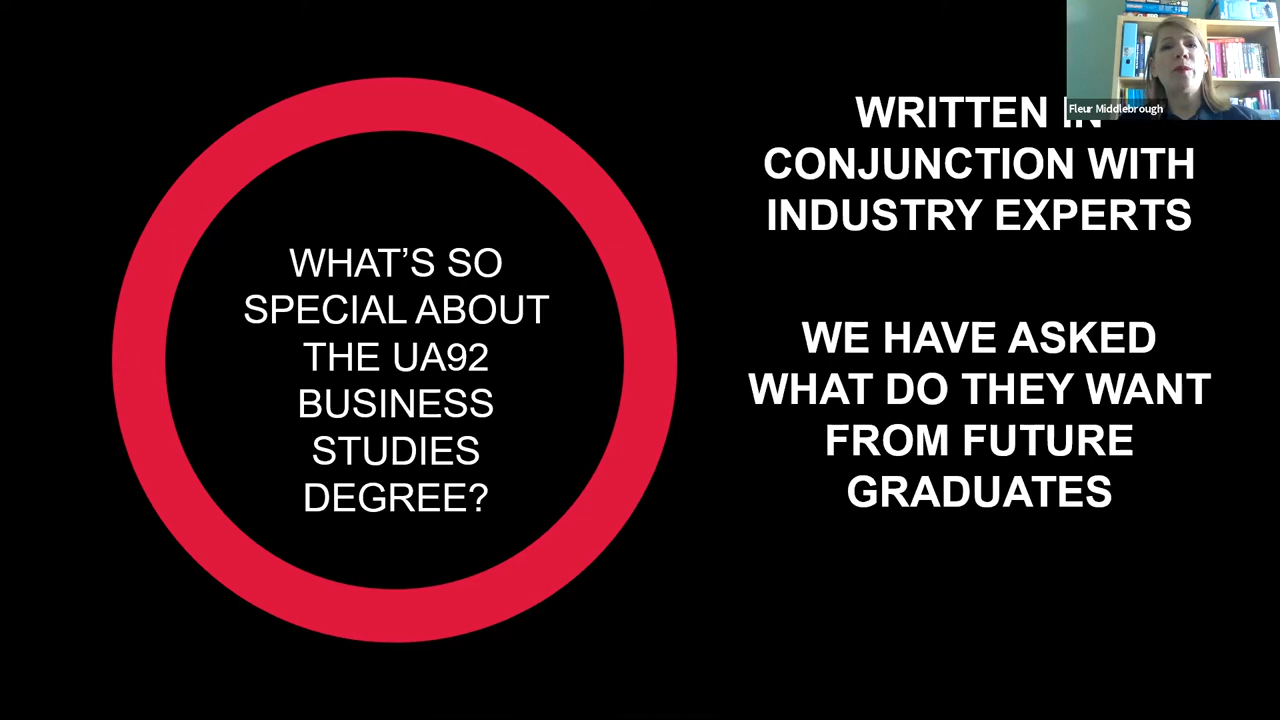 WHAT'S SO
SPECIAL ABOUT
THE UA92
BUSINESS
STUDIES
DEGREE?
WRITTEN IN
CONJUNCTION WITH
INDUSTRY EXPERTS
WE HAVE ASKED
WHAT DO THEY WANT
FROM FUTURE
GRADUATES
Fleur Middlebrough